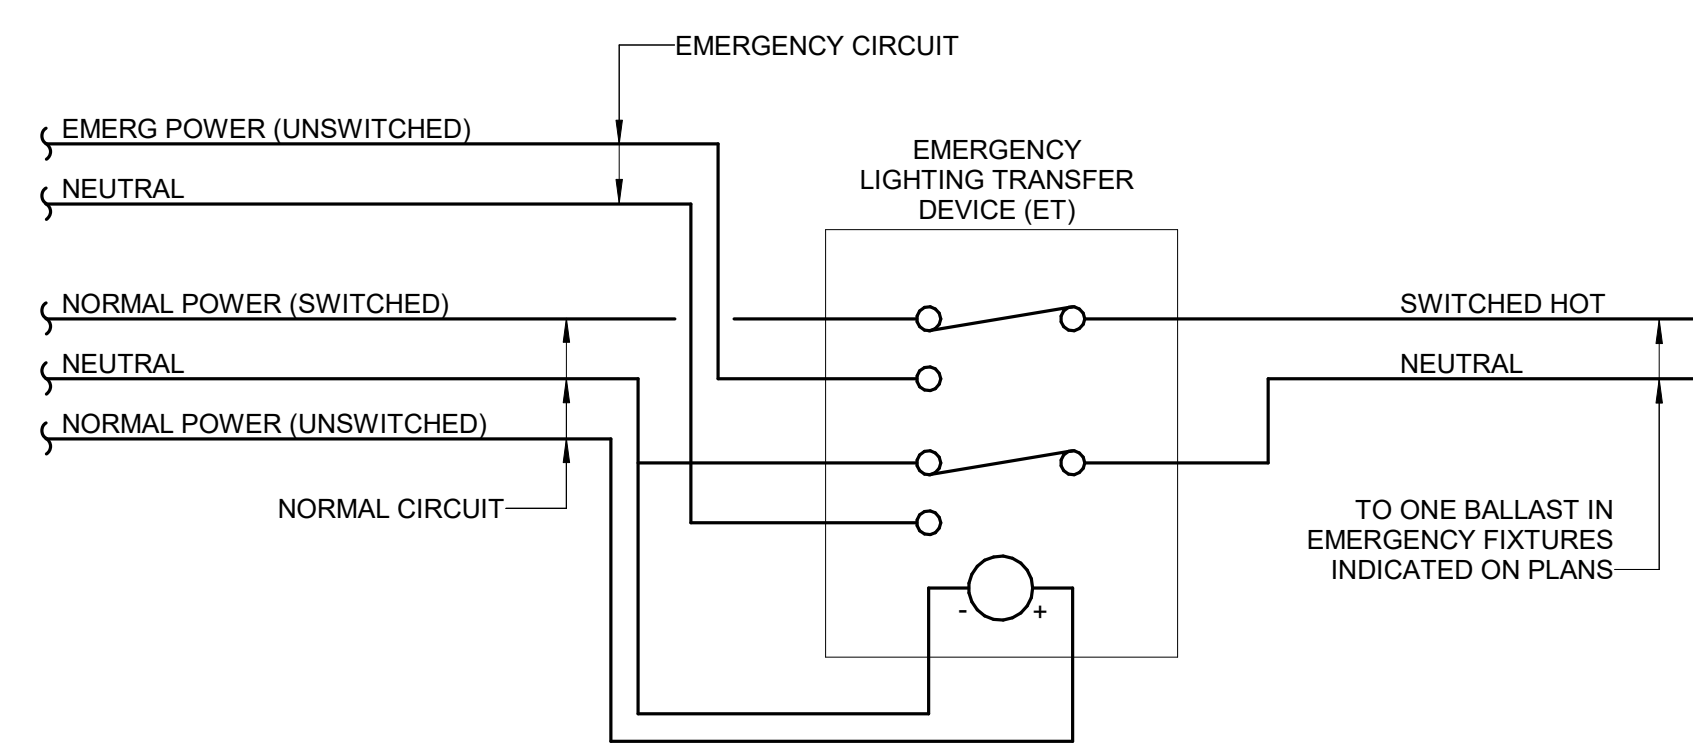 EMERGENCY CIRCUIT
EMERG POWER (UNSWITCHED)
NEUTRAL
EMERGENCY
LIGHTING TRANSFER
DEVICE (ET)
NORMAL POWER (SWITCHED)
NEUTRAL
NORMAL POWER (UNSWITCHED)
NORMAL CIRCUIT
- +
SWITCHED HOT
NEUTRAL
TO ONE BALLAST IN
EMERGENCY FIXTURES
INDICATED ON PLANS